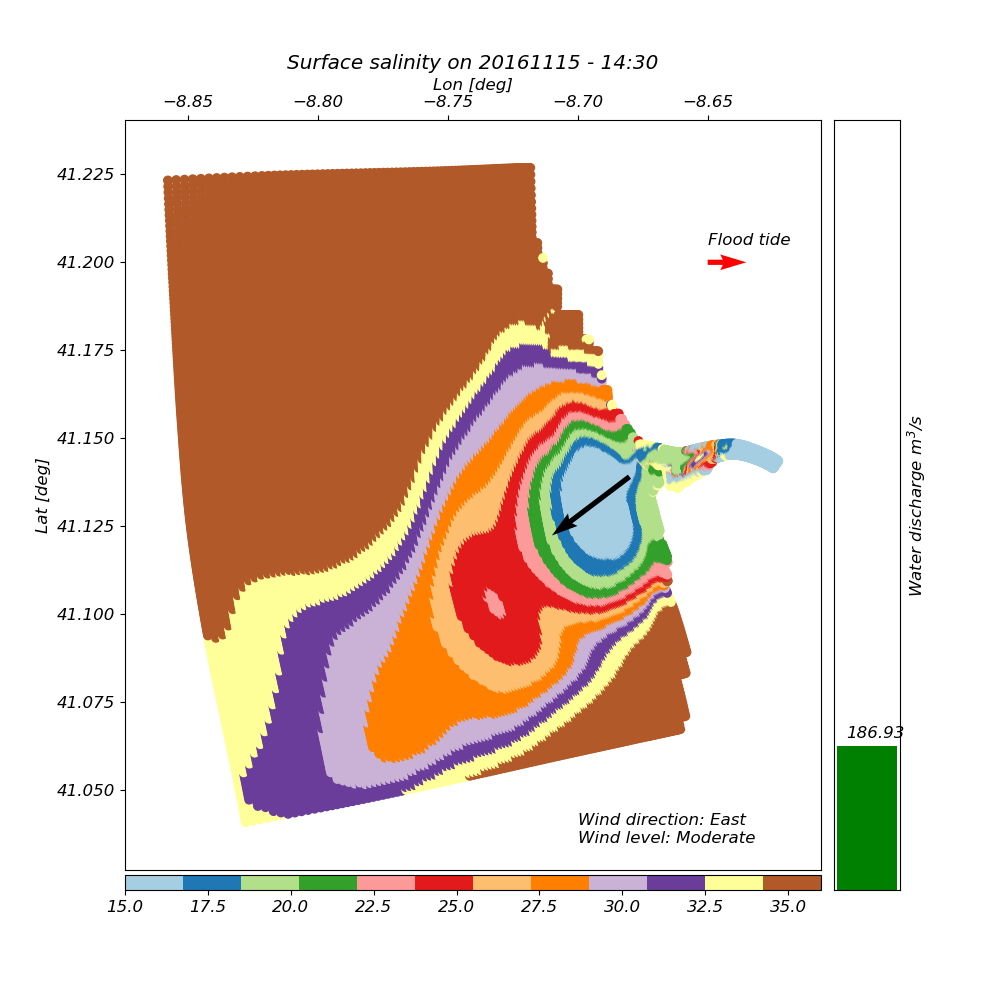 Surface salinity on 20161115 - 14:30
Lon [deg]
−8.85 −8.80 −8.75 −8.70 −8.65
41.225
41.200
41.175
41.150
41.125
41.100
41.075
41.050
Lat [deg]
Flood tide
Wind direction: East
Wind level: Moderate
186.93
Water discharge m³/s
15.0 17.5 20.0 22.5 25.0 27.5 30.0 32.5 35.0